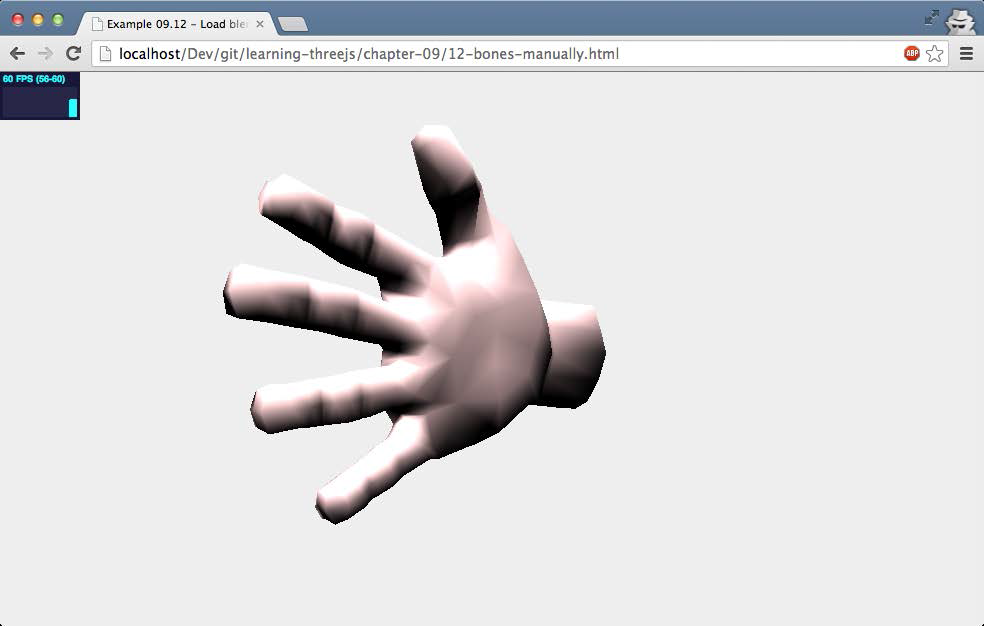 Example 09.12 – Load ble
localhost/Dev/git/learning-threejs/chapter-09/12-bones-manually.html
ABP
60 FPS (56-60)